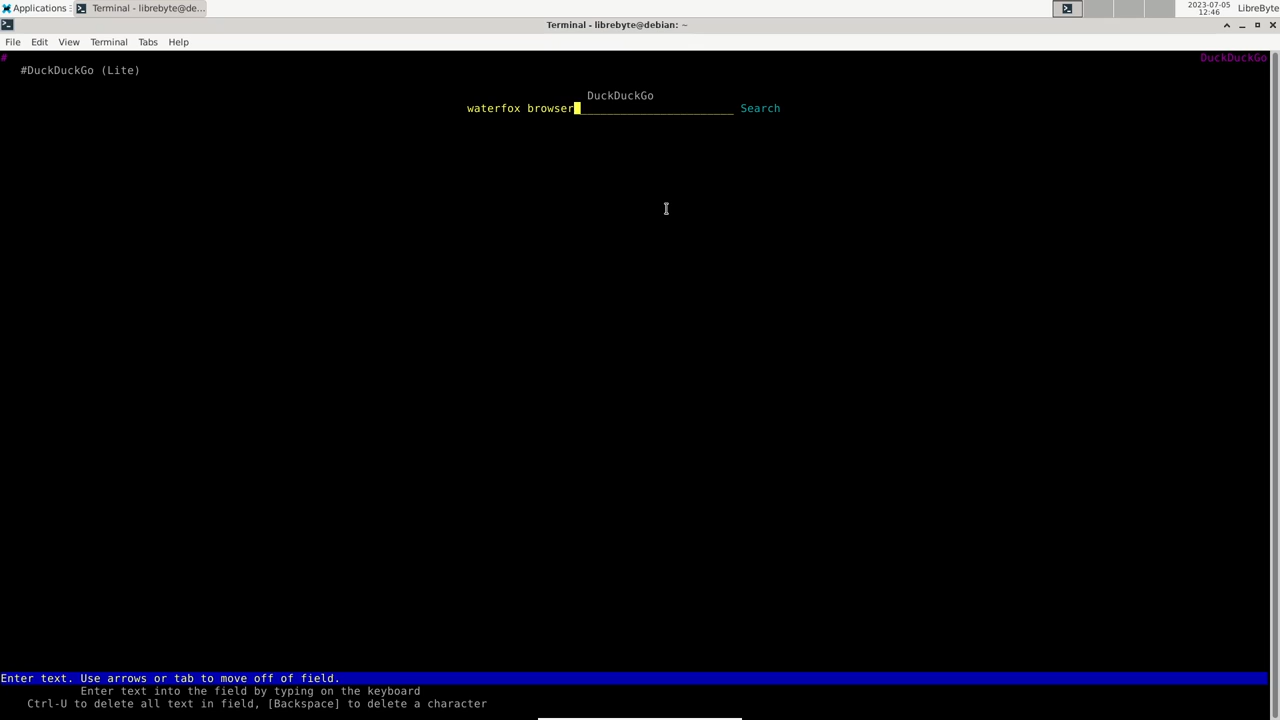 Applications
Terminal - librebyte@de...
2023-07-05
12:46
LibreByte
Terminal - librebyte@debian: ~
File Edit View Terminal Tabs Help
# DuckDuckGo
#DuckDuckGo (Lite)
DuckDuckGo
waterfox browser________________________ Search
Enter text. Use arrows or tab to move off of field.
Enter text into the field by typing on the keyboard
Ctrl-U to delete all text in field, [Backspace] to delete a character